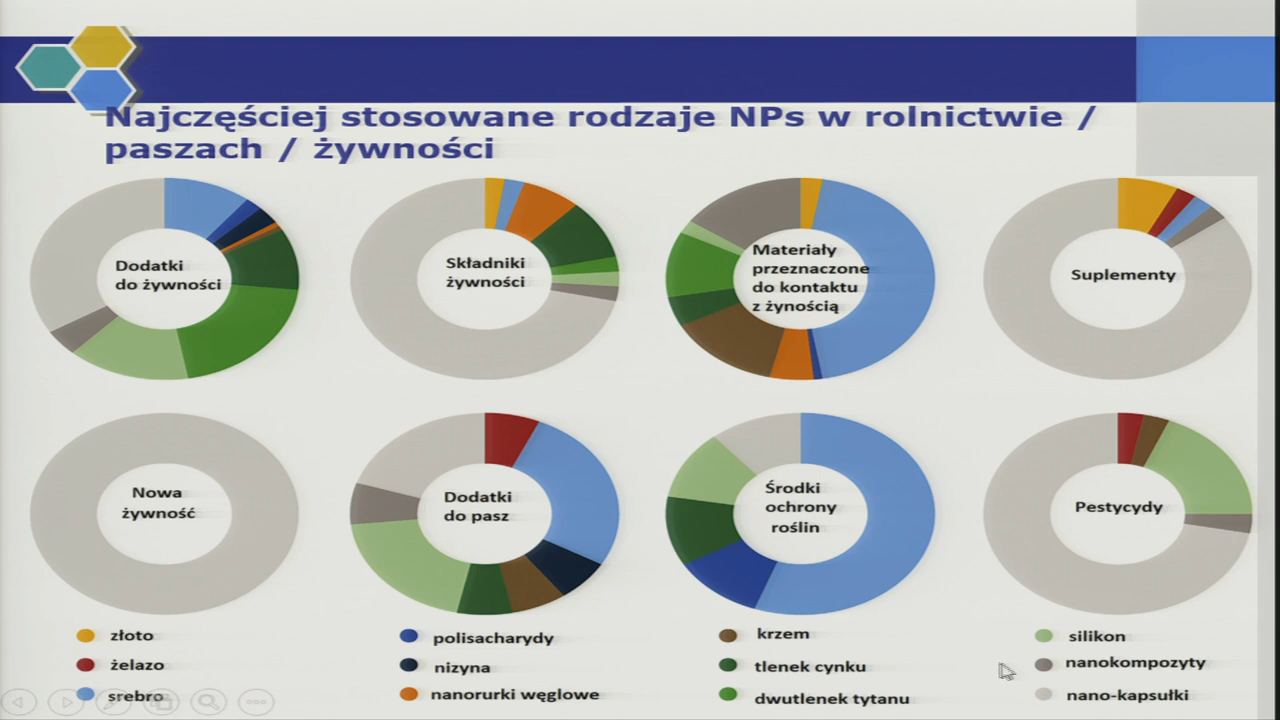 Najczęściej stosowane rodzaje NPs w rolnictwie /
paszach / żywności
Dodatki
do żywności
Składniki
żywności
Materiały
przeznaczone
do kontaktu
z żynością
Suplementy
Nowa
żywność
Dodatki
do pasz
Środki
ochrony
roślin
Pestycydy
złoto
żelazo
srebro
polisacharydy
nizyna
nanorurki węglowe
krzem
tlenek cynku
dwutlenek tytanu
silikon
nanokompozyty
nano-kapsułki